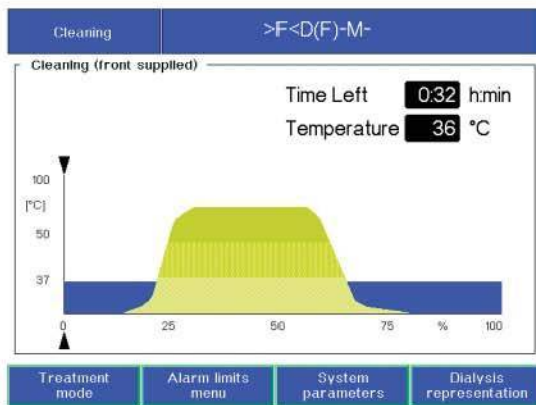 Cleaning
>F<D(F)-M-
Cleaning (front supplied)
Time Left 0:32 h:min
Temperature 36 °C
100
[°C]
50
37
0 25 50 75 % 100
Treatment mode
Alarm limits menu
System parameters
Dialysis representation